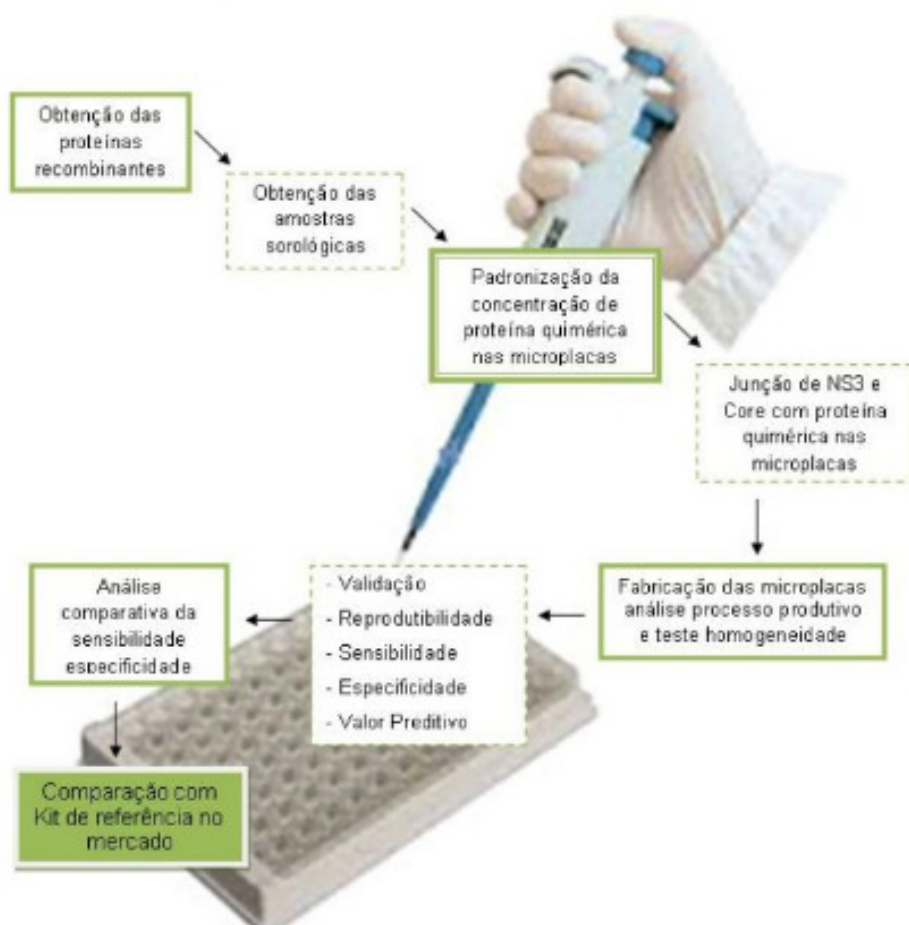 Obtenção das
proteínas
recombinantes
Obtenção das
amostras
sorológicas
Padronização da
concentração de
proteína quimérica
nas microplacas
Junção de NS3 e
Core com proteína
quimérica nas
microplacas
Fabricação das microplacas
análise processo produtivo
e teste homogeneidade
- Validação
- Reprodutibilidade
- Sensibilidade
- Especificidade
- Valor Preditivo
Análise
comparativa da
sensibilidade
especificidade
Comparação com
Kit de referência no
mercado